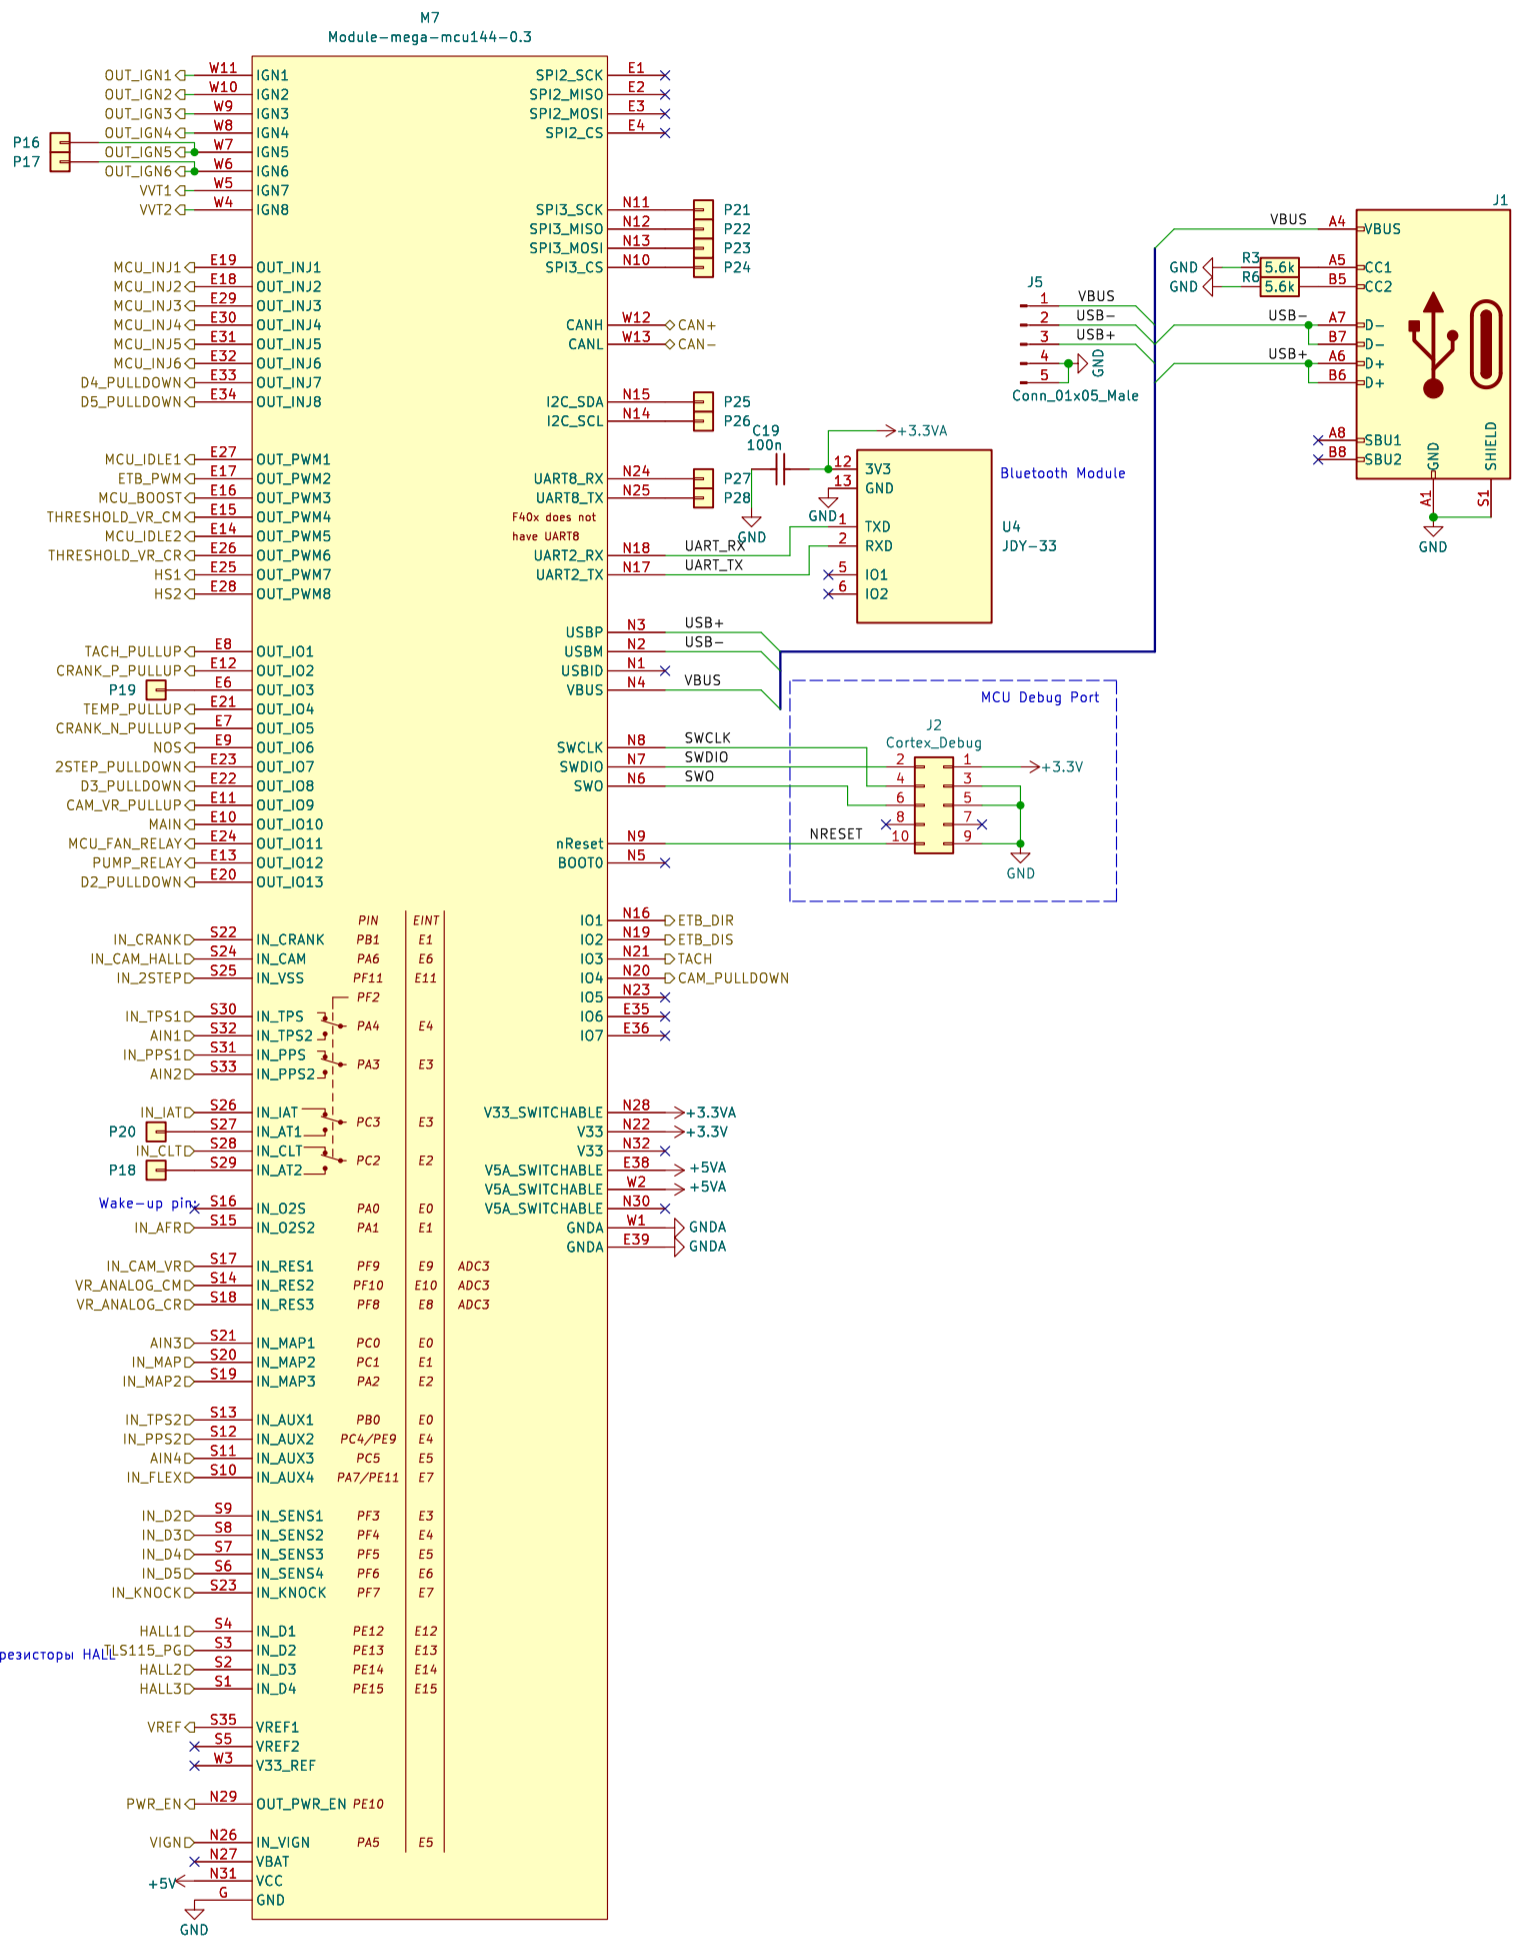 M7
Module-mega-mcu144-0.3
OUT_IGN1 W11 IGN1 SPI2_SCK E1
OUT_IGN2 W10 IGN2 SPI2_MISO E2
OUT_IGN3 W9 IGN3 SPI2_MOSI E3
OUT_IGN4 W8 IGN4 SPI2_CS E4
P16
OUT_IGN5 W7 IGN5
P17
OUT_IGN6 W6 IGN6
VVT1 W5 IGN7
VVT2 W4 IGN8 SPI3_SCK N11 P21
SPI3_MISO N12 P22
SPI3_MOSI N13 P23
MCU_INJ1 E19 OUT_INJ1 SPI3_CS N10 P24
MCU_INJ2 E18 OUT_INJ2
MCU_INJ3 E29 OUT_INJ3
MCU_INJ4 E30 OUT_INJ4 CANH W12 CAN+
MCU_INJ5 E31 OUT_INJ5 CANL W13 CAN-
MCU_INJ6 E32 OUT_INJ6
D4_PULLDOWN E33 OUT_INJ7
D5_PULLDOWN E34 OUT_INJ8 I2C_SDA N15 P25
I2C_SCL N14 P26
MCU_IDLE1 E27 OUT_PWM1
ETB_PWM E17 OUT_PWM2 UART8_RX N24 P27
MCU_BOOST E16 OUT_PWM3 UART8_TX N25 P28
THRESHOLD_VR_CM E15 OUT_PWM4 F40x does not
MCU_IDLE2 E14 OUT_PWM5 have UART8
THRESHOLD_VR_CR E26 OUT_PWM6 UART2_RX N18 UART_RX
HS1 E25 OUT_PWM7 UART2_TX N17 UART_TX
HS2 E28 OUT_PWM8
USBP N3 USB+
TACH_PULLUP E8 OUT_IO1 USBM N2 USB-
CRANK_P_PULLUP E12 OUT_IO2 USBID N1
P19 E6 OUT_IO3 VBUS N4 VBUS
TEMP_PULLUP E21 OUT_IO4
CRANK_N_PULLUP E7 OUT_IO5
NOS E9 OUT_IO6 SWCLK N8 SWCLK
2STEP_PULLDOWN E23 OUT_IO7 SWDIO N7 SWDIO
D3_PULLDOWN E22 OUT_IO8 SWO N6 SWO
CAM_VR_PULLUP E11 OUT_IO9
MAIN E10 OUT_IO10
MCU_FAN_RELAY E24 OUT_IO11 nReset N9 NRESET
PUMP_RELAY E13 OUT_IO12 BOOT0 N5
D2_PULLDOWN E20 OUT_IO13
PIN EINT IO1 N16 ETB_DIR
IN_CRANK S22 IN_CRANK PB1 E1 IO2 N19 ETB_DIS
IN_CAM_HALL S24 IN_CAM PA6 E6 IO3 N21 TACH
IN_2STEP S25 IN_VSS PF11 E11 IO4 N20 CAM_PULLDOWN
PF2 IO5 N23
IN_TPS1 S30 IN_TPS IO6 E35
PA4 E4
AIN1 S32 IN_TPS2 IO7 E36
IN_PPS1 S31 IN_PPS
PA3 E3
AIN2 S33 IN_PPS2
IN_IAT S26 IN_IAT V33_SWITCHABLE N28 +3.3VA
PC3 E3
P20 S27 IN_AT1 V33 N22 +3.3V
IN_CLT S28 IN_CLT V33 N32
PC2 E2
P18 S29 IN_AT2 V5A_SWITCHABLE E38 +5VA
V5A_SWITCHABLE W2 +5VA
Wake-up pin:
S16 IN_O2S PA0 E0 V5A_SWITCHABLE N30
IN_AFR S15 IN_O2S2 PA1 E1 GNDA W1 GNDA
GNDA E39 GNDA
IN_CAM_VR S17 IN_RES1 PF9 E9 ADC3
VR_ANALOG_CM S14 IN_RES2 PF10 E10 ADC3
VR_ANALOG_CR S18 IN_RES3 PF8 E8 ADC3
AIN3 S21 IN_MAP1 PC0 E0
IN_MAP S20 IN_MAP2 PC1 E1
IN_MAP2 S19 IN_MAP3 PA2 E2
IN_TPS2 S13 IN_AUX1 PB0 E0
IN_PPS2 S12 IN_AUX2 PC4/PE9 E4
AIN4 S11 IN_AUX3 PC5 E5
IN_FLEX S10 IN_AUX4 PA7/PE11 E7
IN_D2 S9 IN_SENS1 PF3 E3
IN_D3 S8 IN_SENS2 PF4 E4
IN_D4 S7 IN_SENS3 PF5 E5
IN_D5 S6 IN_SENS4 PF6 E6
IN_KNOCK S23 IN_KNOCK PF7 E7
HALL1 S4 IN_D1 PE12 E12
резисторы HALL
TLS115_PG S3 IN_D2 PE13 E13
HALL2 S2 IN_D3 PE14 E14
HALL3 S1 IN_D4 PE15 E15
VREF S35 VREF1
S5 VREF2
W3 V33_REF
PWR_EN N29 OUT_PWR_EN PE10
VIGN N26 IN_VIGN PA5 E5
N27 VBAT
+5V N31 VCC
G GND
GND
C19
100n
GND
+3.3VA
12 3V3
13 GND
GND
1 TXD
2 RXD
5 IO1
6 IO2
Bluetooth Module
U4
JDY-33
MCU Debug Port
J2
Cortex_Debug
2 1 +3.3V
4 3
6 5
8 7
10 9
GND
J5
1 VBUS
2 USB-
3 USB+
4 GND
5
Conn_01x05_Male
J1
VBUS A4 VBUS
GND R3 5.6k A5 CC1
GND R6 5.6k B5 CC2
USB- A7 D-
B7 D-
USB+ A6 D+
B6 D+
A8 SBU1
B8 SBU2
GND SHIELD
A1 S1
GND